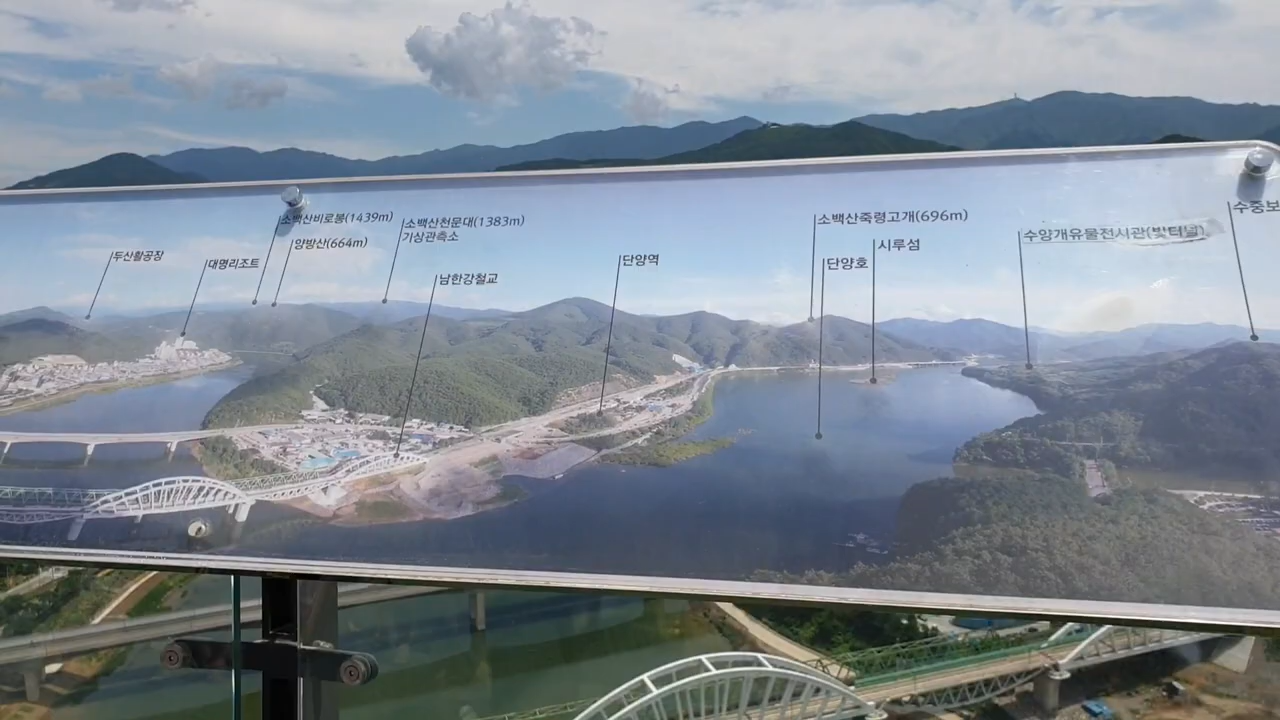 두산활공장
대명리조트
소백산비로봉(1439m)
양방산(664m)
소백산천문대(1383m)
가상관측소
남한강철교
단양역
소백산죽령고개(696m)
단양호
시루섬
수양개유물전시관(빛터널)
수중보